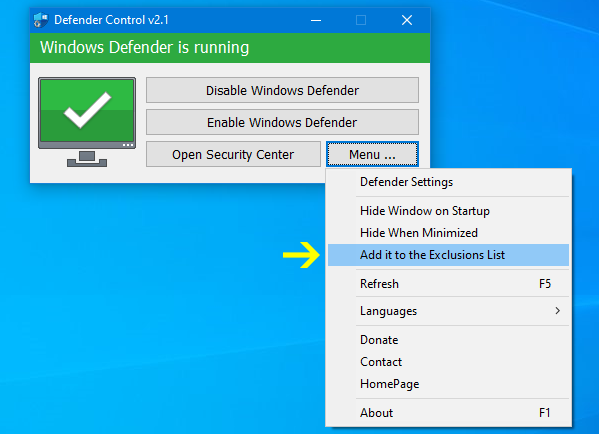 Defender Control v2.1
Windows Defender is running
Disable Windows Defender
Enable Windows Defender
Open Security Center
Menu ...
Defender Settings
Hide Window on Startup
Hide When Minimized
Add it to the Exclusions List
Refresh F5
Languages
Donate
Contact
HomePage
About F1